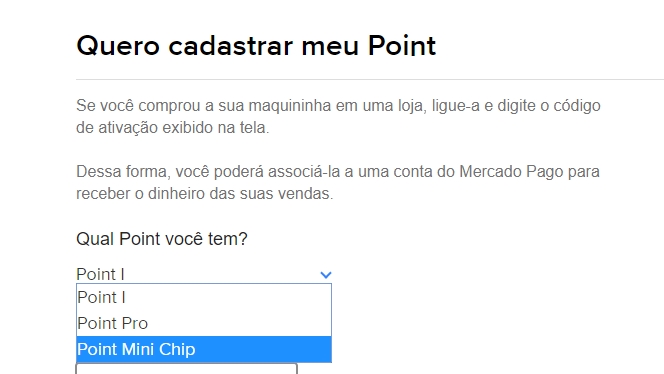 Quero cadastrar meu Point
Se você comprou a sua maquininha em uma loja, ligue-a e digite o código
de ativação exibido na tela.
Dessa forma, você poderá associá-la a uma conta do Mercado Pago para
receber o dinheiro das suas vendas.
Qual Point você tem?
Point I
Point I
Point Pro
Point Mini Chip